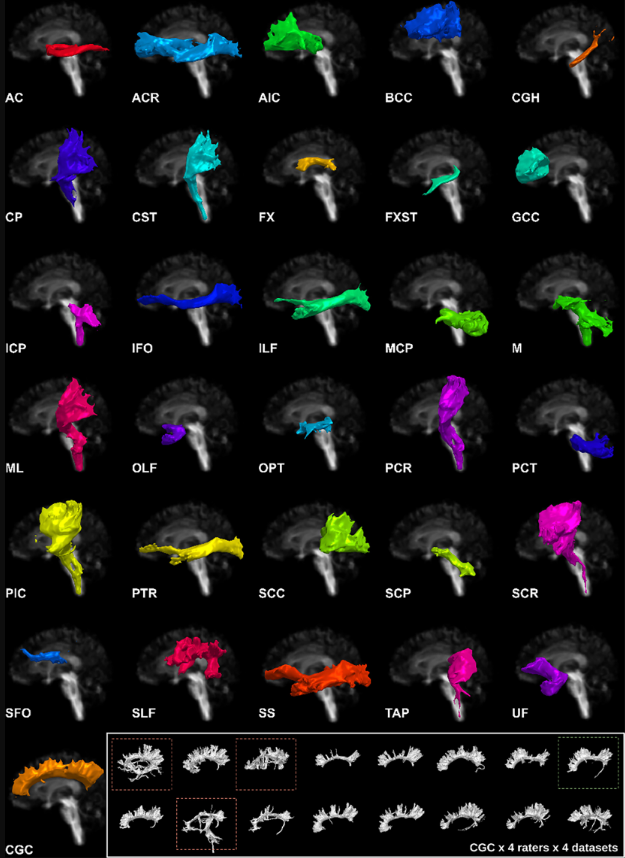 AC
ACR
AIC
BCC
CGH
CP
CST
FX
FXST
GCC
ICP
IFO
ILF
MCP
M
ML
OLF
OPT
PCR
PCT
PIC
PTR
SCC
SCP
SCR
SFO
SLF
SS
TAP
UF
CGC
CGC x 4 raters x 4 datasets